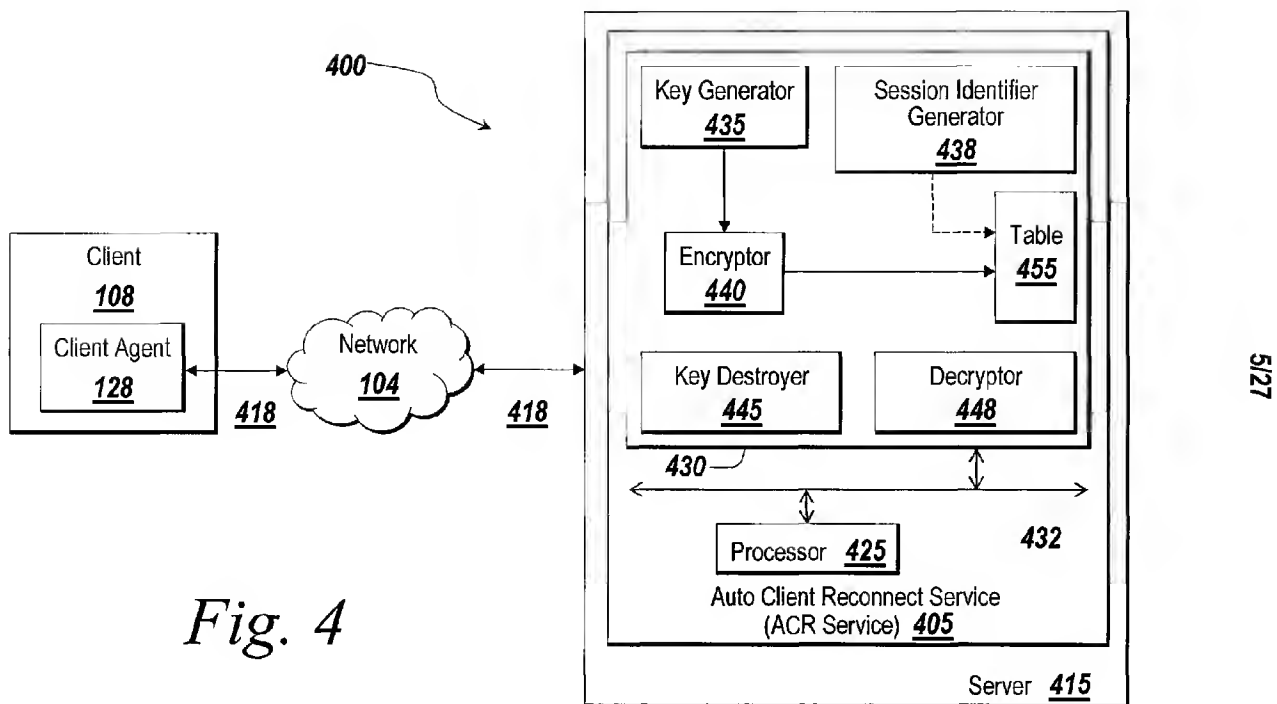 400
Key Generator
435
Session Identifier
Generator
438
Client
108
Client Agent
128
418
Network
104
418
Encryptor
440
Table
455
Key Destroyer
445
Decryptor
448
430
432
Processor 425
Auto Client Reconnect Service
(ACR Service) 405
Server 415
Fig. 4
5/27